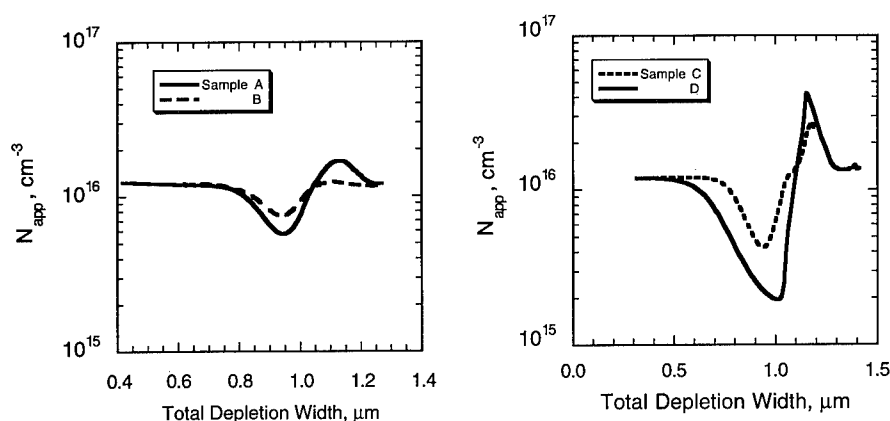 10^17
Sample A
B
N_app, cm^-3
10^16
10^15
0.4 0.6 0.8 1.0 1.2 1.4
Total Depletion Width, μm
10^17
Sample C
D
N_app, cm^-3
10^16
10^15
0.0 0.5 1.0 1.5
Total Depletion Width, μm